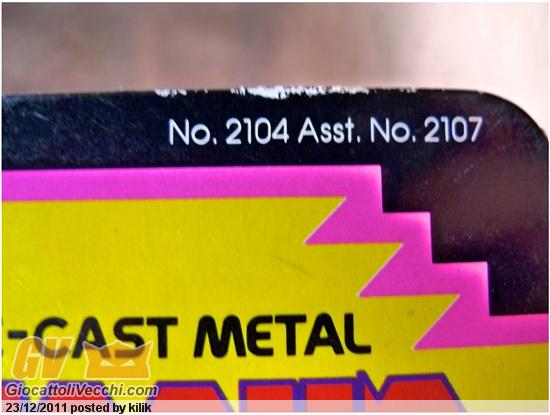 No. 2104 Asst. No. 2107
-CAST METAL
GV
GiocattoliVecchi.com
23/12/2011 posted by kilik